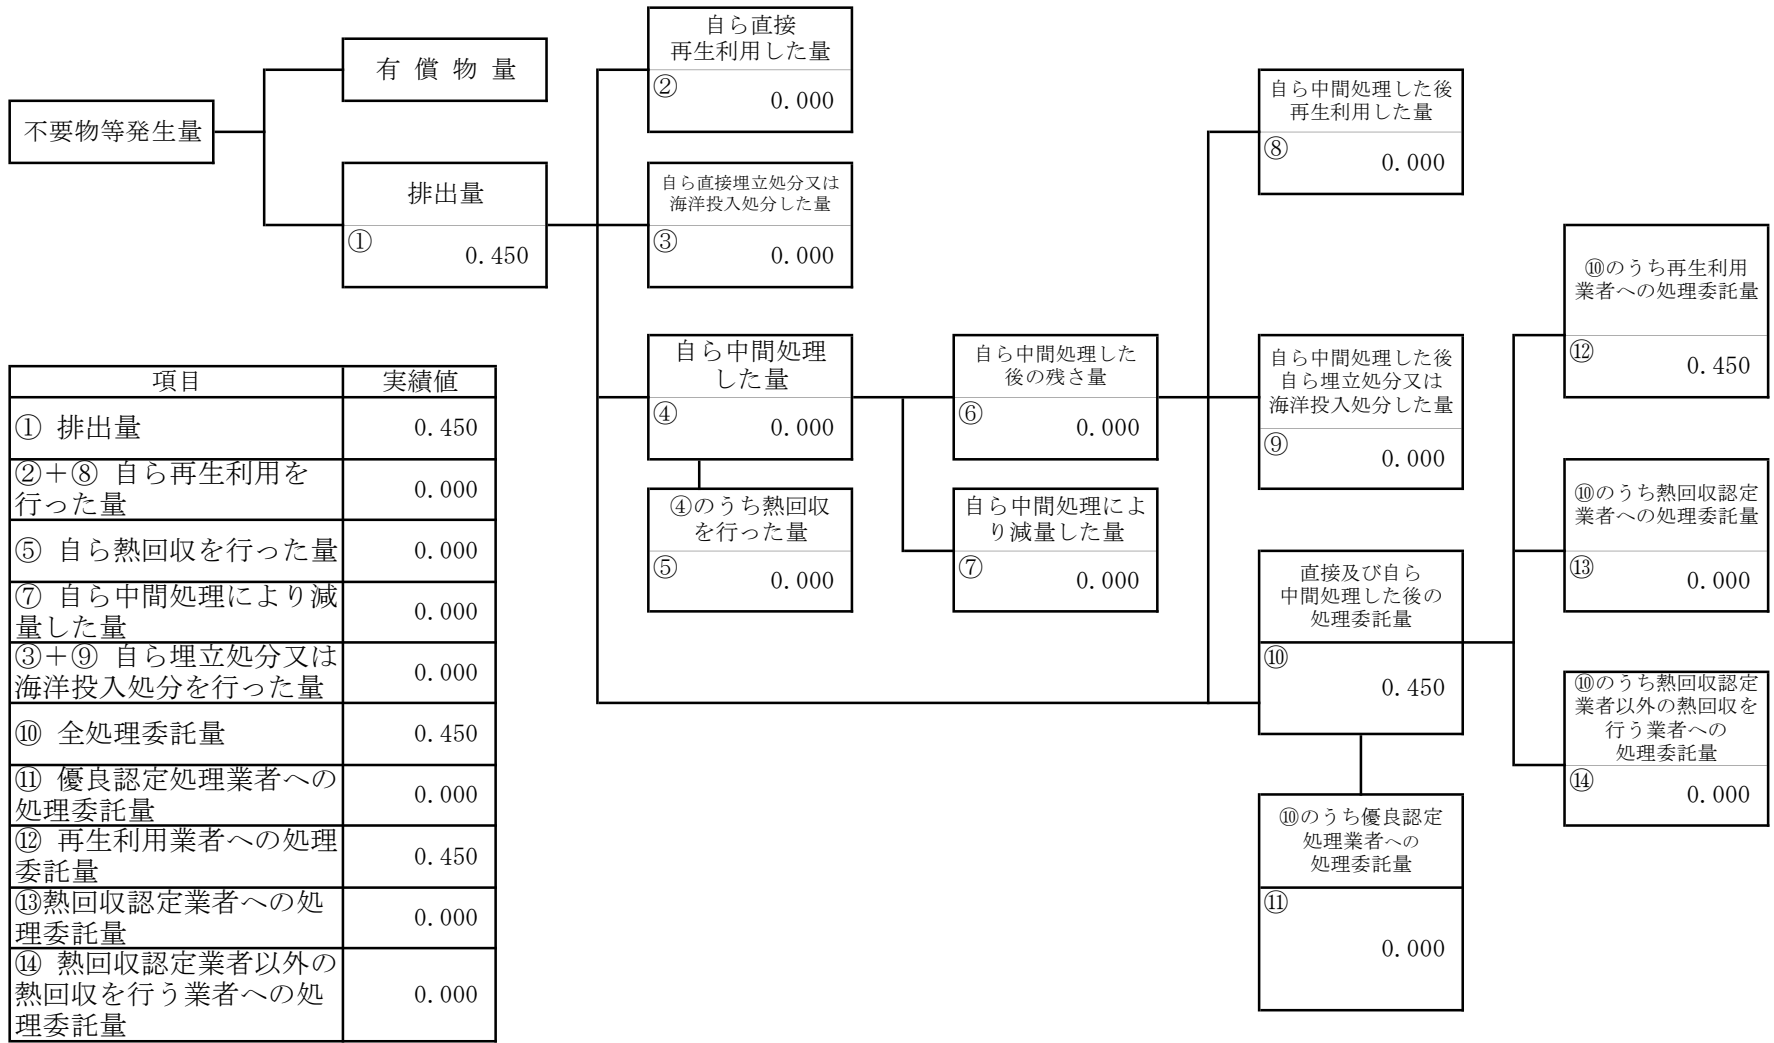 不要物等発生量
有 償 物 量
排出量
① 0.450
自ら直接
再生利用した量
② 0.000
自ら直接埋立処分又は
海洋投入処分した量
③ 0.000
自ら中間処理
した量
④ 0.000
④のうち熱回収
を行った量
⑤ 0.000
自ら中間処理した
後の残さ量
⑥ 0.000
自ら中間処理によ
り減量した量
⑦ 0.000
自ら中間処理した後
再生利用した量
⑧ 0.000
自ら中間処理した後
自ら埋立処分又は
海洋投入処分した量
⑨ 0.000
直接及び自ら
中間処理した後の
処理委託量
⑩ 0.450
⑩のうち優良認定
処理業者への
処理委託量
⑪ 0.000
⑩のうち再生利用
業者への処理委託量
⑫ 0.450
⑩のうち熱回収認定
業者への処理委託量
⑬ 0.000
⑩のうち熱回収認定
業者以外の熱回収を
行う業者への
処理委託量
⑭ 0.000
項目 実績値
① 排出量 0.450
②＋⑧ 自ら再生利用を
行った量 0.000
⑤ 自ら熱回収を行った量 0.000
⑦ 自ら中間処理により減
量した量 0.000
③＋⑨ 自ら埋立処分又は
海洋投入処分を行った量 0.000
⑩ 全処理委託量 0.450
⑪ 優良認定処理業者への
処理委託量 0.000
⑫ 再生利用業者への処理
委託量 0.450
⑬熱回収認定業者への処
理委託量 0.000
⑭ 熱回収認定業者以外の
熱回収を行う業者への処
理委託量 0.000